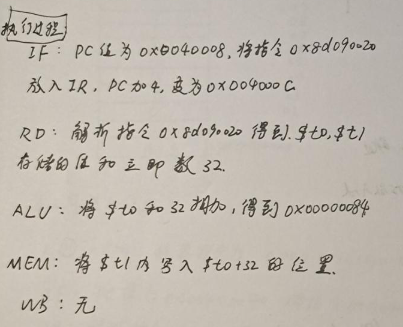 执行过程:
IF: PC值为0x0040008,将指令0x8d090020
放入IR,PC加4,变为0x004000C
RD: 解析指令0x8d090020得到.$t0,$t1
存储的值和立即数32.
ALU: 将$t0和32相加,得到0x00000084
MEM: 将$t1内写入$t0+32的位置.
WB: 无